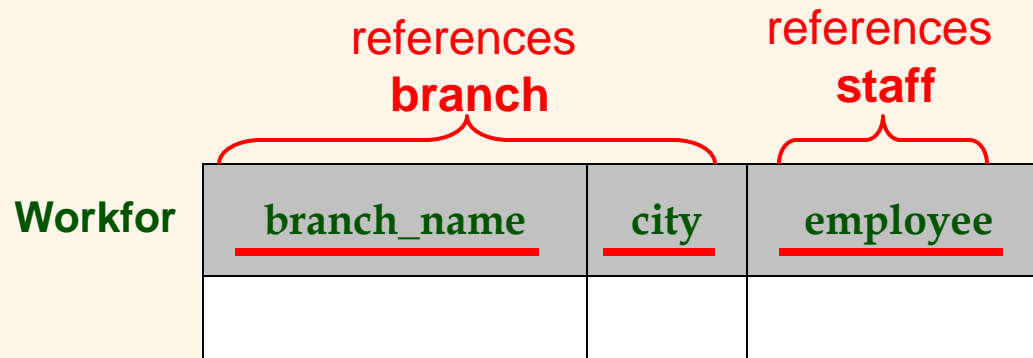 references
branch
references
staff
Workfor branch_name city employee